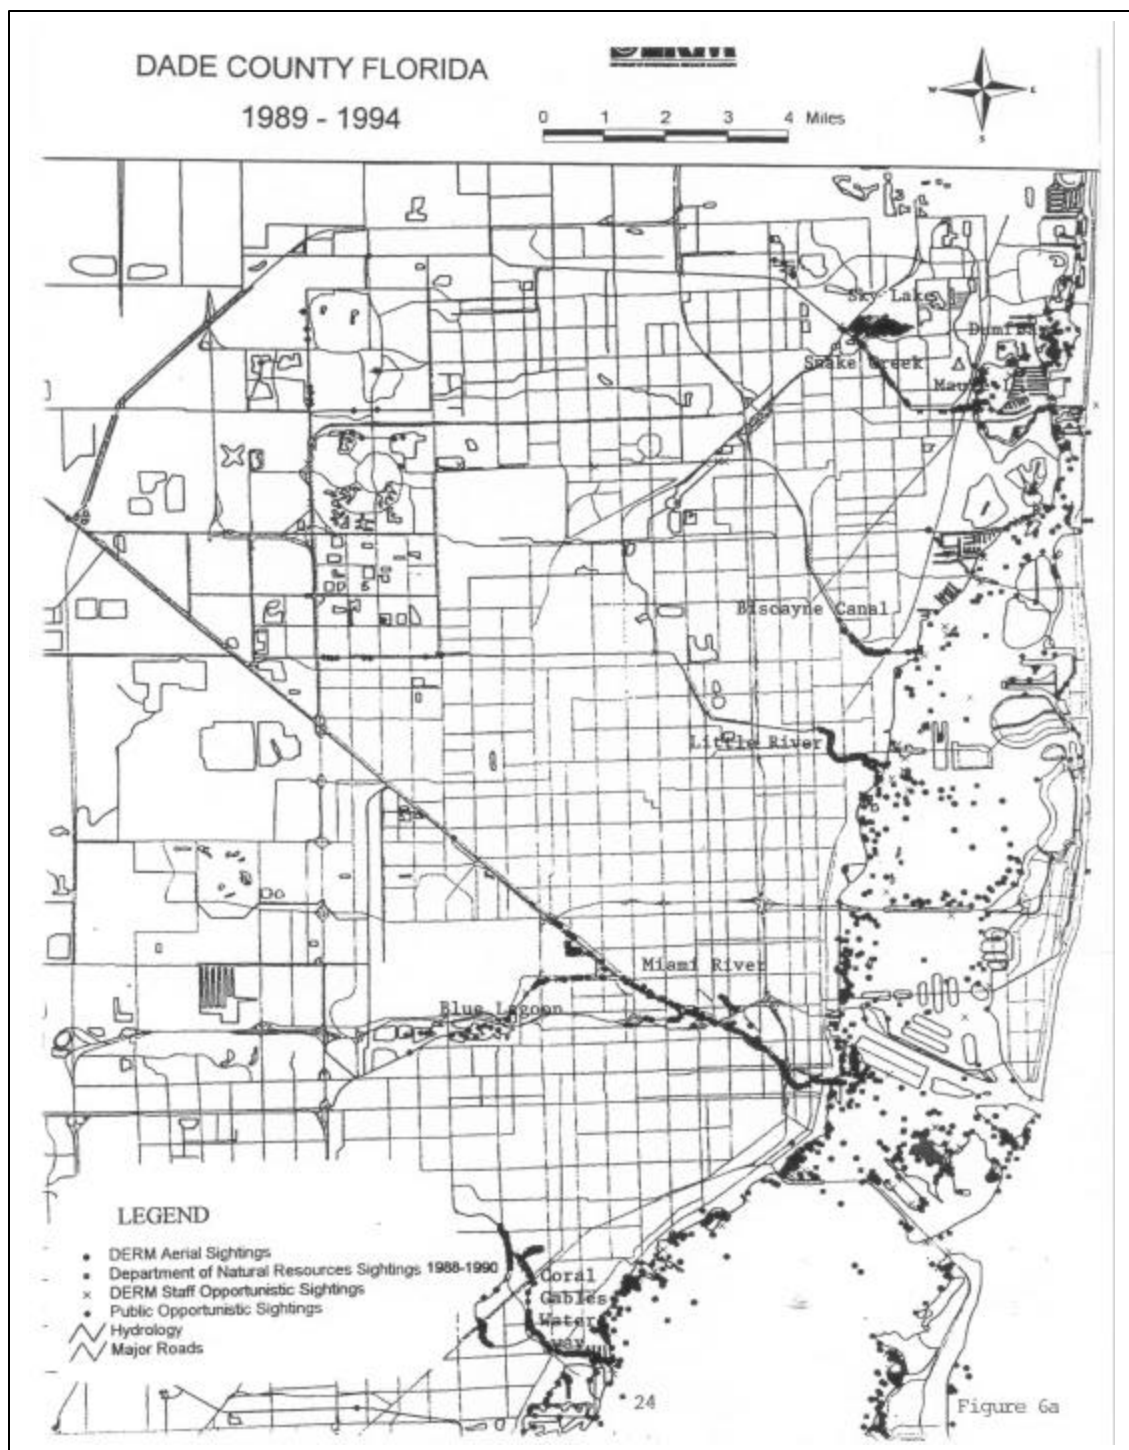 DADE COUNTY FLORIDA
1989 - 1994
0 1 2 3 4 Miles
W E
S
Sky Lake
Snake Creek
Biscayne Canal
Little River
Miami River
Blue Lagoon
LEGEND
DERM Aerial Sightings
Department of Natural Resources Sightings 1988-1990
DERM Staff Opportunistic Sightings
Public Opportunistic Sightings
Hydrology
Major Roads
Coral
Gables
Water
way
24
Figure 6a